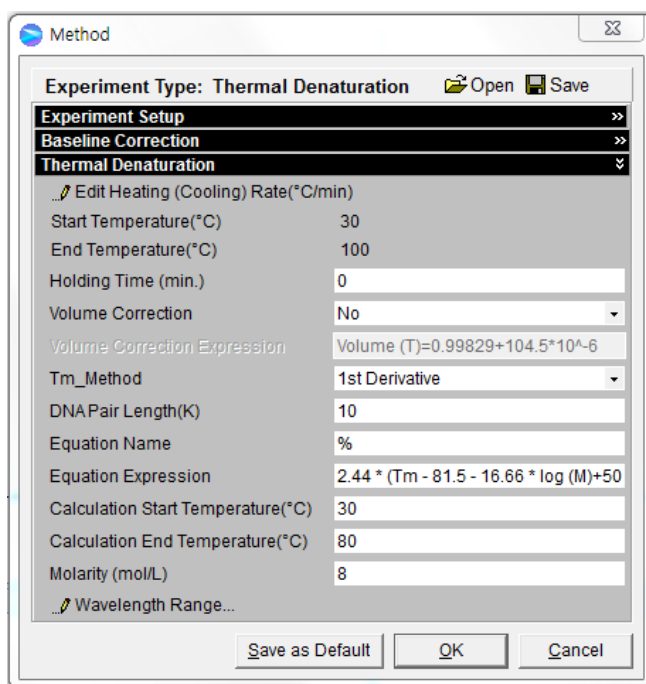 Method
Experiment Type: Thermal Denaturation Open Save
Experiment Setup »
Baseline Correction »
Thermal Denaturation
Edit Heating (Cooling) Rate(°C/min)
Start Temperature(°C) 30
End Temperature(°C) 100
Holding Time (min.) 0
Volume Correction No
Volume Correction Expression Volume (T)=0.99829+104.5*10^-6
Tm_Method 1st Derivative
DNA Pair Length(K) 10
Equation Name %
Equation Expression 2.44 * (Tm - 81.5 - 16.66 * log (M)+50
Calculation Start Temperature(°C) 30
Calculation End Temperature(°C) 80
Molarity (mol/L) 8
Wavelength Range...
Save as Default OK Cancel